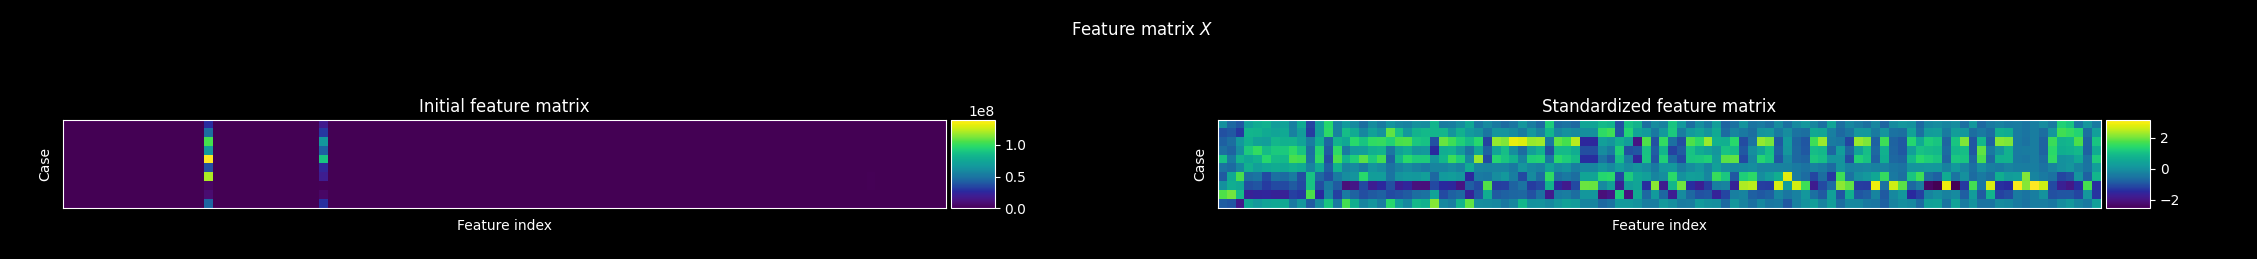 Feature matrix X
Initial feature matrix
1e8
1.0
0.5
0.0
Case
Feature index
Standardized feature matrix
2
0
−2
Case
Feature index